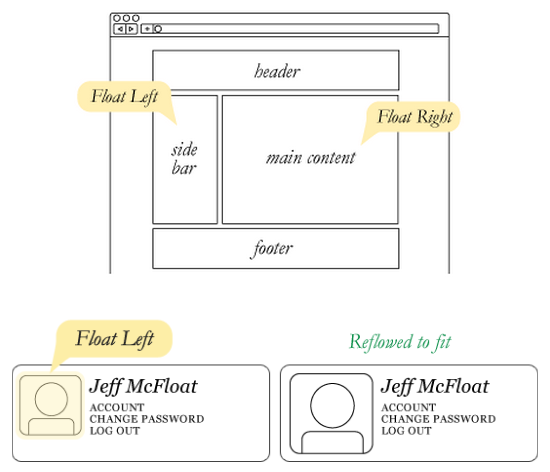 header
Float Left
Float Right
side
bar
main content
footer
Float Left
Jeff McFloat
ACCOUNT
CHANGE PASSWORD
LOG OUT
Reflowed to fit
Jeff McFloat
ACCOUNT
CHANGE PASSWORD
LOG OUT